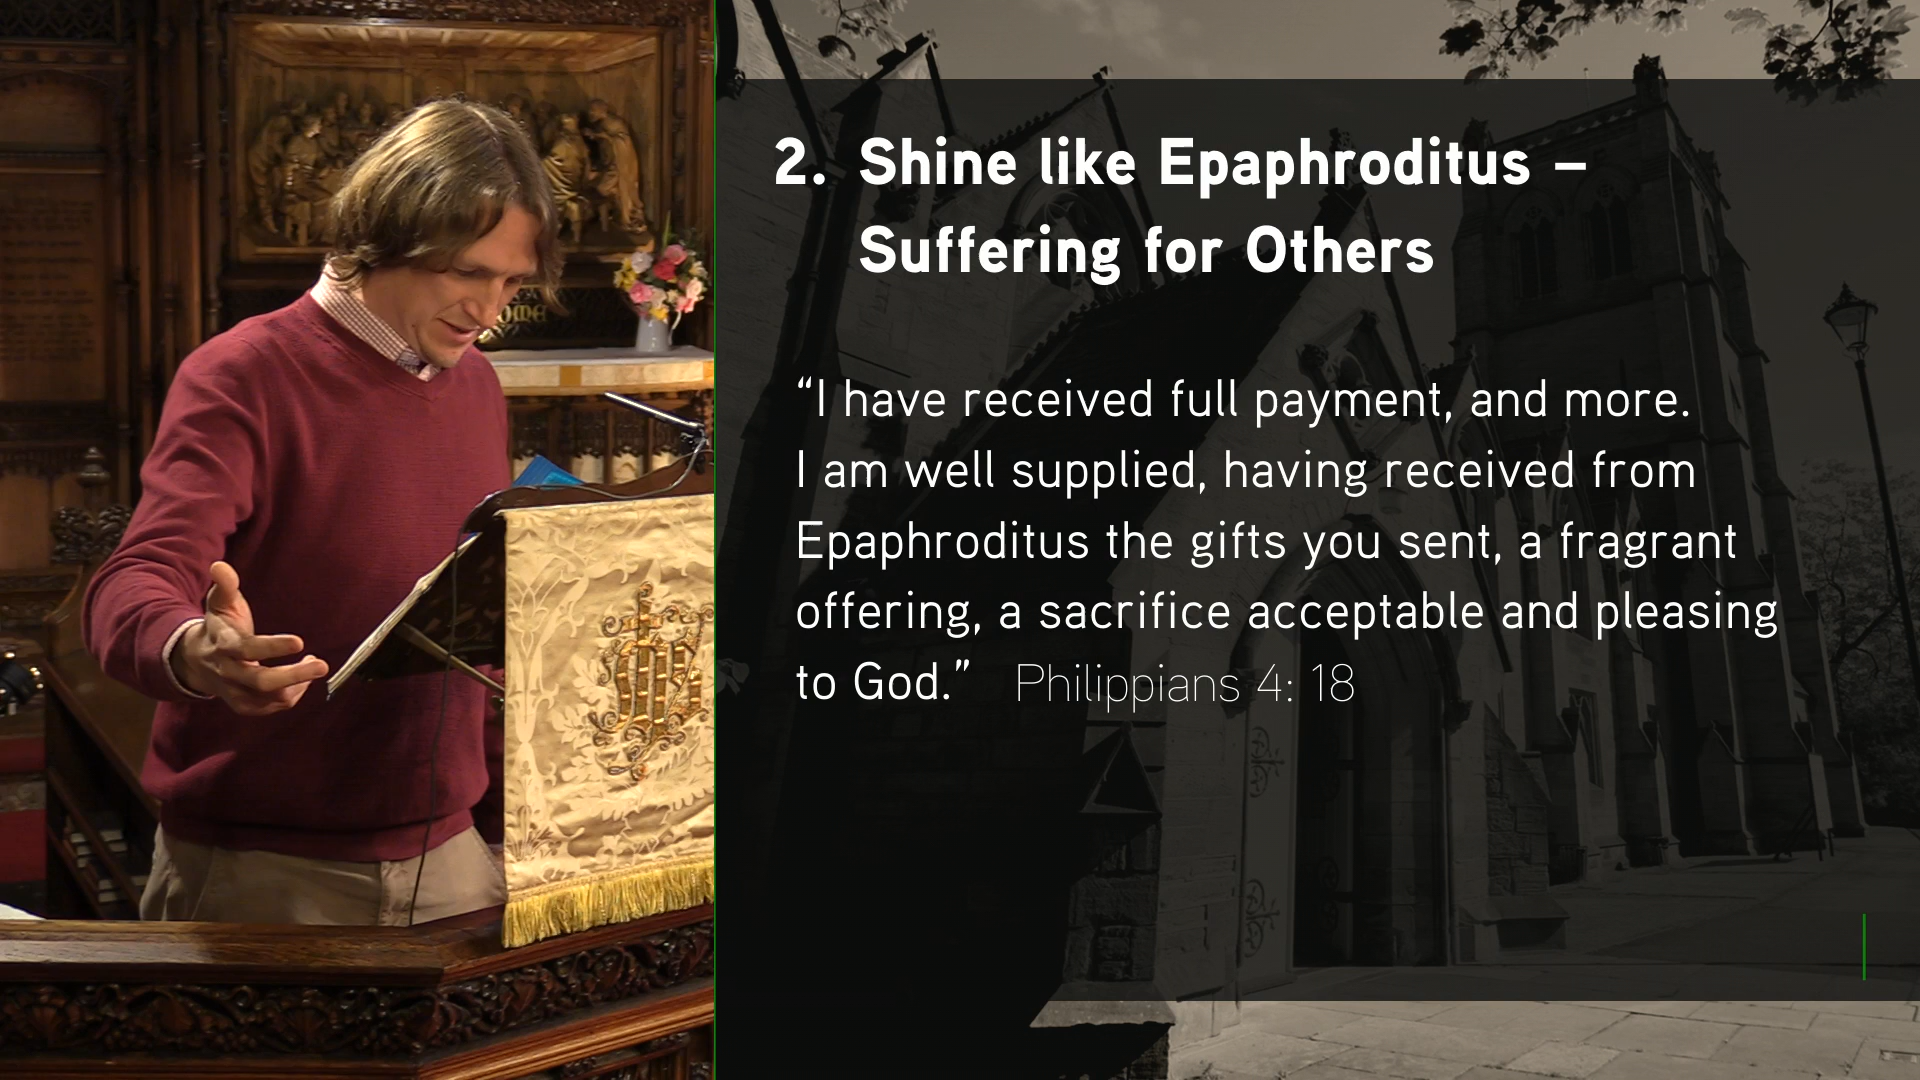 2. Shine like Epaphroditus –
Suffering for Others
“I have received full payment, and more.
I am well supplied, having received from
Epaphroditus the gifts you sent, a fragrant
offering, a sacrifice acceptable and pleasing
to God.” Philippians 4: 18